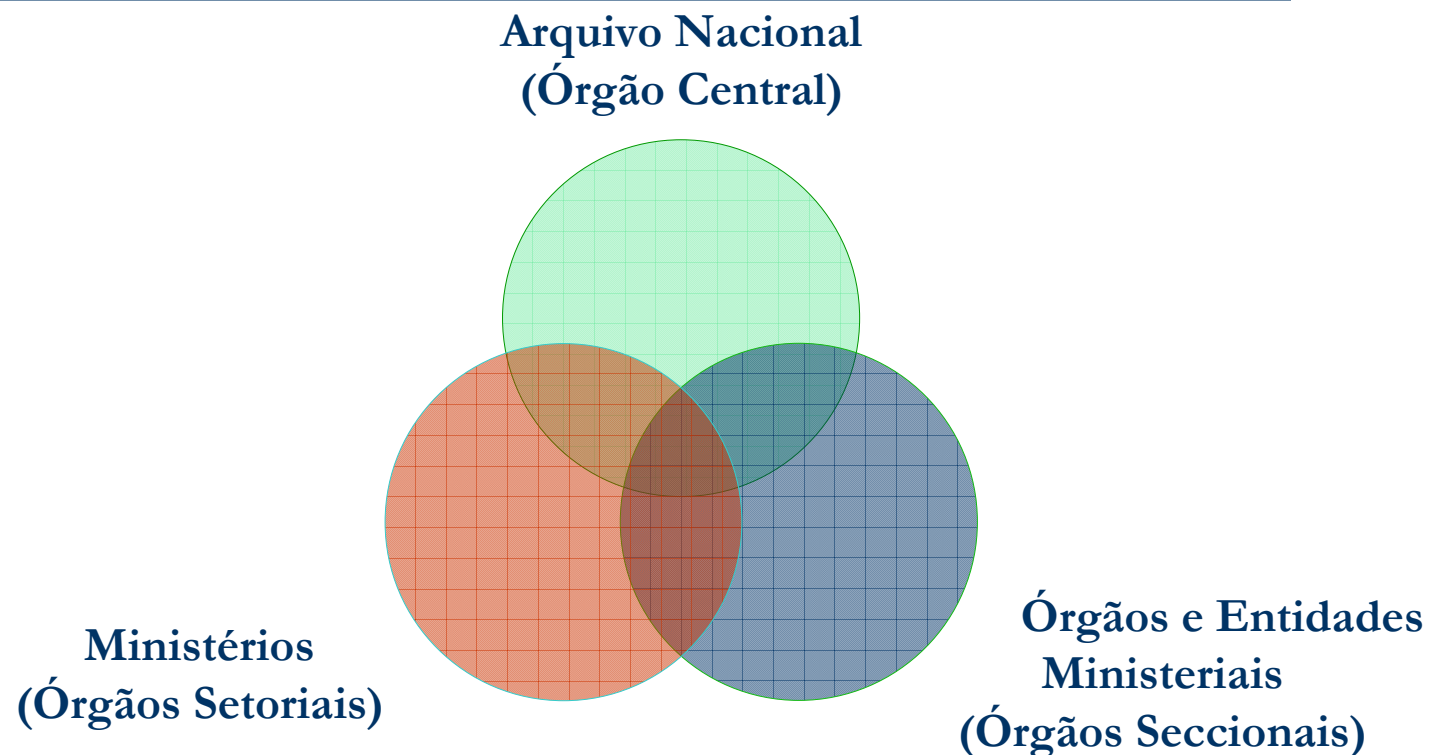 Arquivo Nacional
(Órgão Central)
Ministérios
(Órgãos Setoriais)
Órgãos e Entidades
Ministeriais
(Órgãos Seccionais)